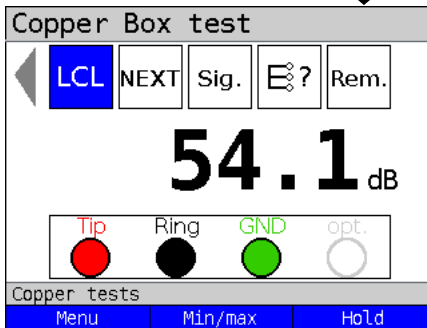 Copper Box test
LCL NEXT Sig. ? Rem.
54.1 dB
Tip Ring GND opt.
Copper tests
Menu Min/max Hold